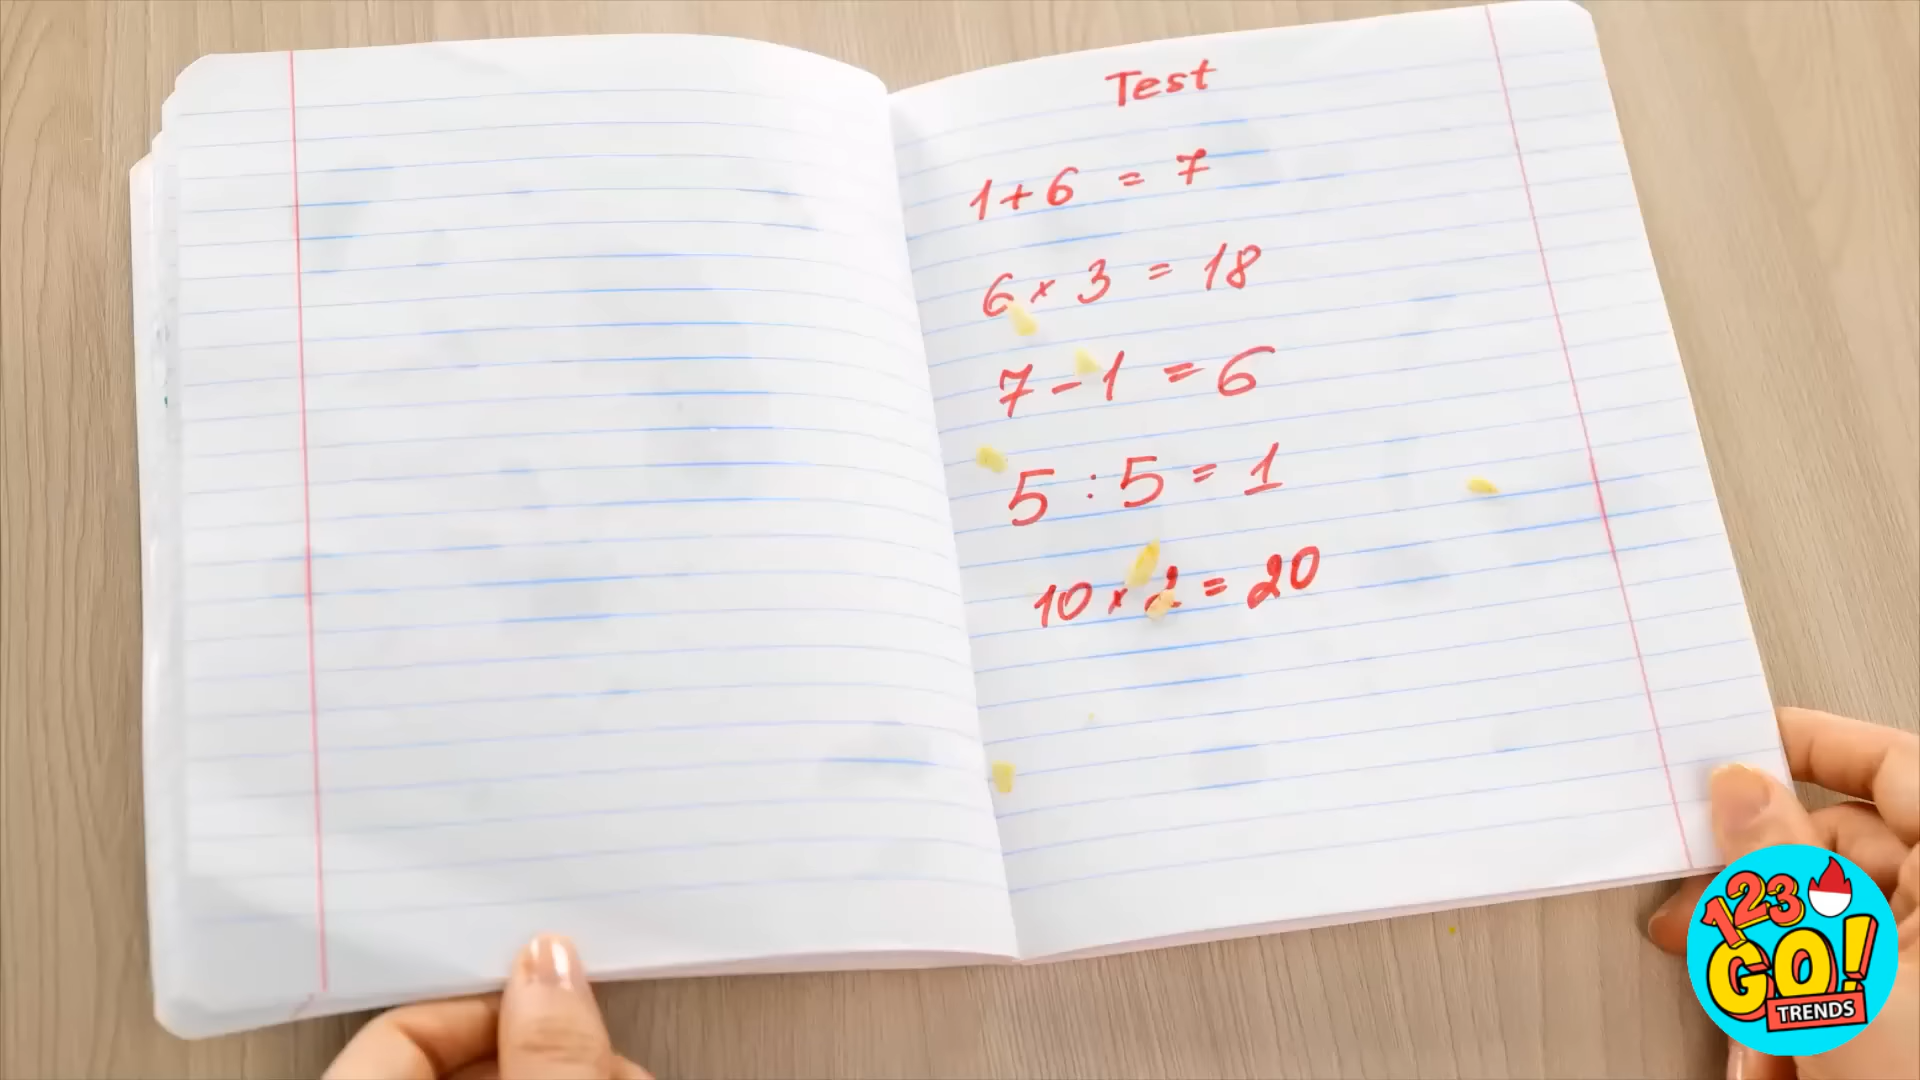 Test
1+6 = 7
6 × 3 = 18
7 - 1 = 6
5 : 5 = 1
10 × 2 = 20
123
GO!
TRENDS